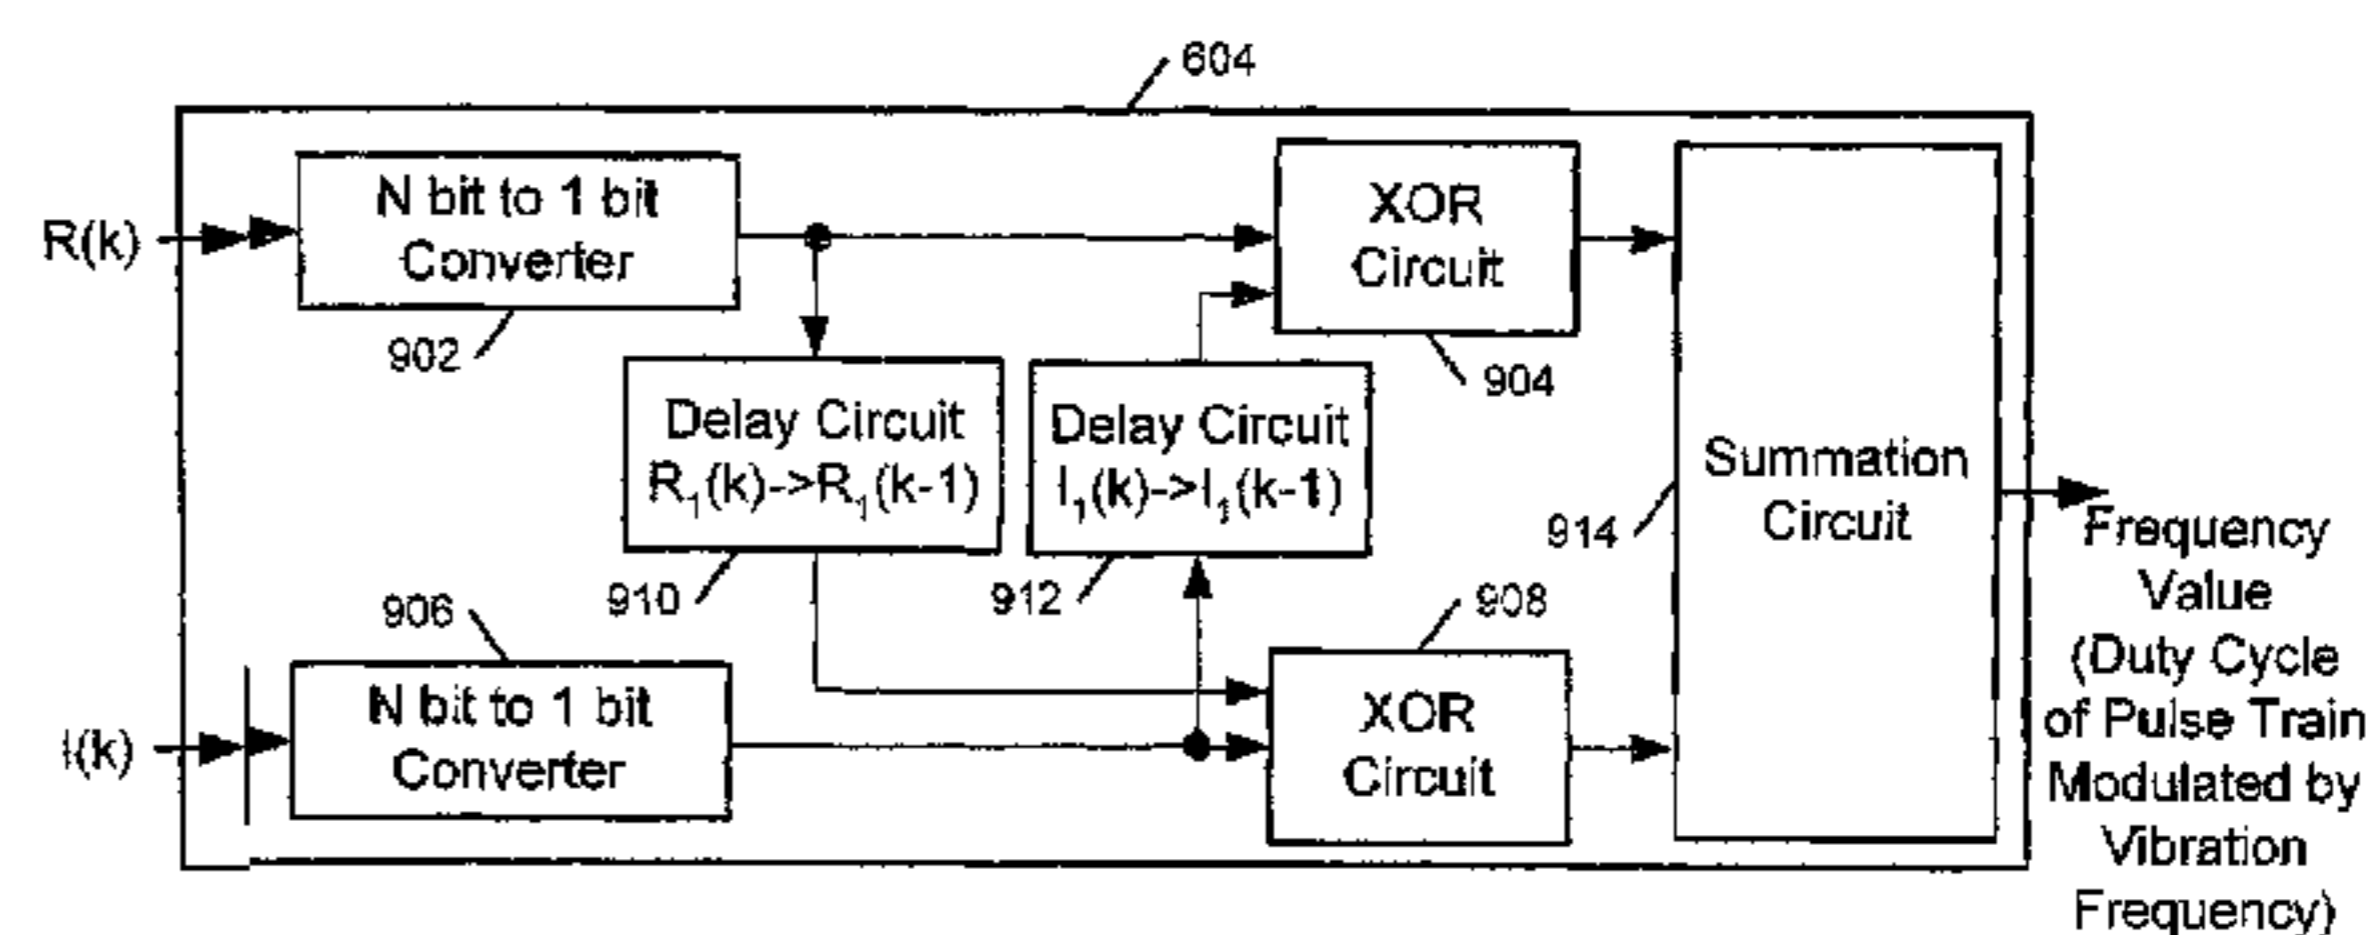 604
R(k)
N bit to 1 bit
Converter
902
XOR
Circuit
904
Delay Circuit
R1(k)->R1(k-1)
910
Delay Circuit
I1(k)->I1(k-1)
912
Summation
Circuit
914
906
I(k)
N bit to 1 bit
Converter
908
XOR
Circuit
Frequency
Value
(Duty Cycle
of Pulse Train
Modulated by
Vibration
Frequency)